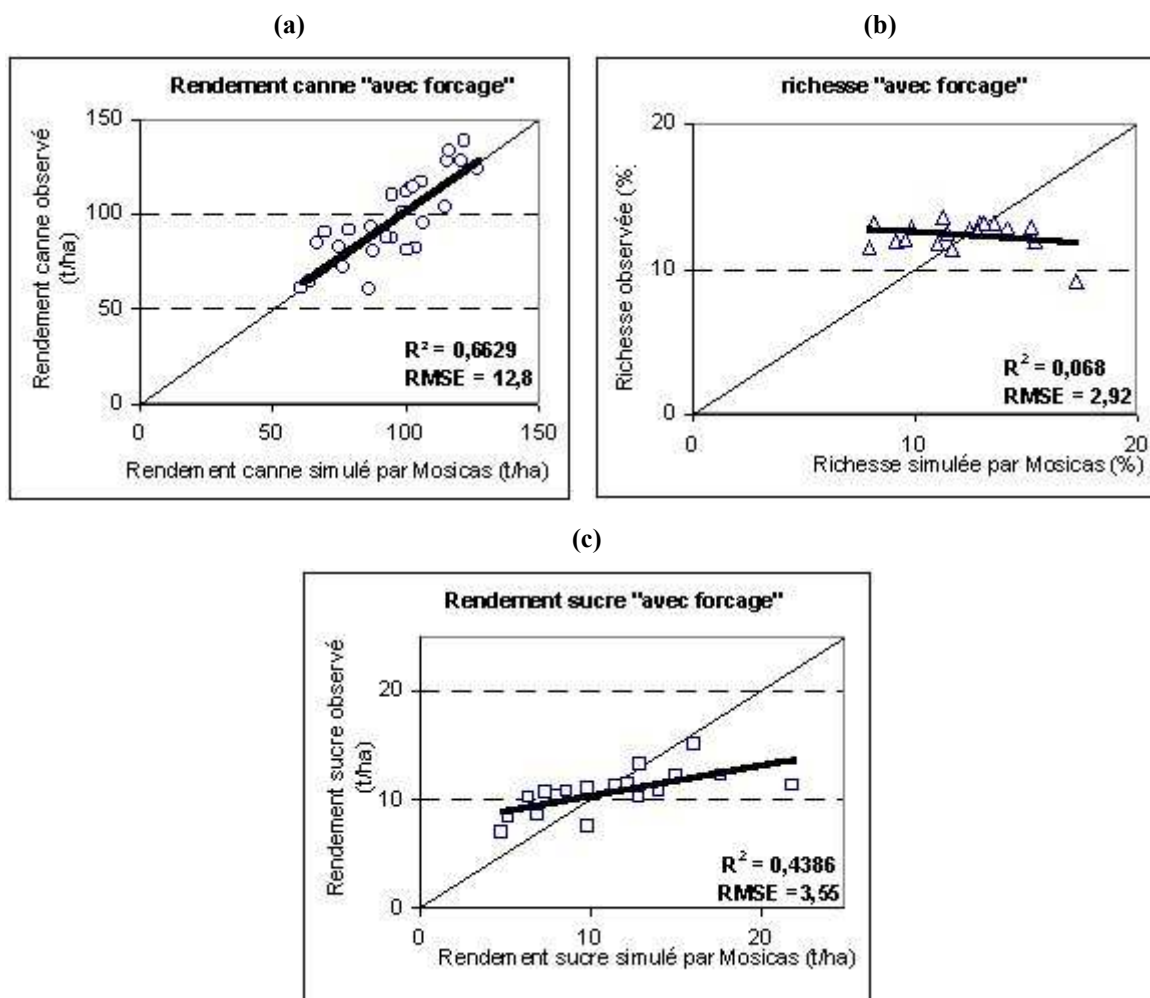 (a)
Rendement canne "avec forcage"
Rendement canne observé
(t/ha)
150
100
50
0
R² = 0,6629
RMSE = 12,8
0 50 100 150
Rendement canne simulé par Mosicas (t/ha)
(b)
richesse "avec forcage"
Richesse observée (%)
20
10
0
R² = 0,068
RMSE = 2,92
0 10 20
Richesse simulée par Mosicas (%)
(c)
Rendement sucre "avec forcage"
Rendement sucre observé
(t/ha)
20
10
0
R² = 0,4386
RMSE =3,55
0 10 20
Rendement sucre simulé par Mosicas (t/ha)